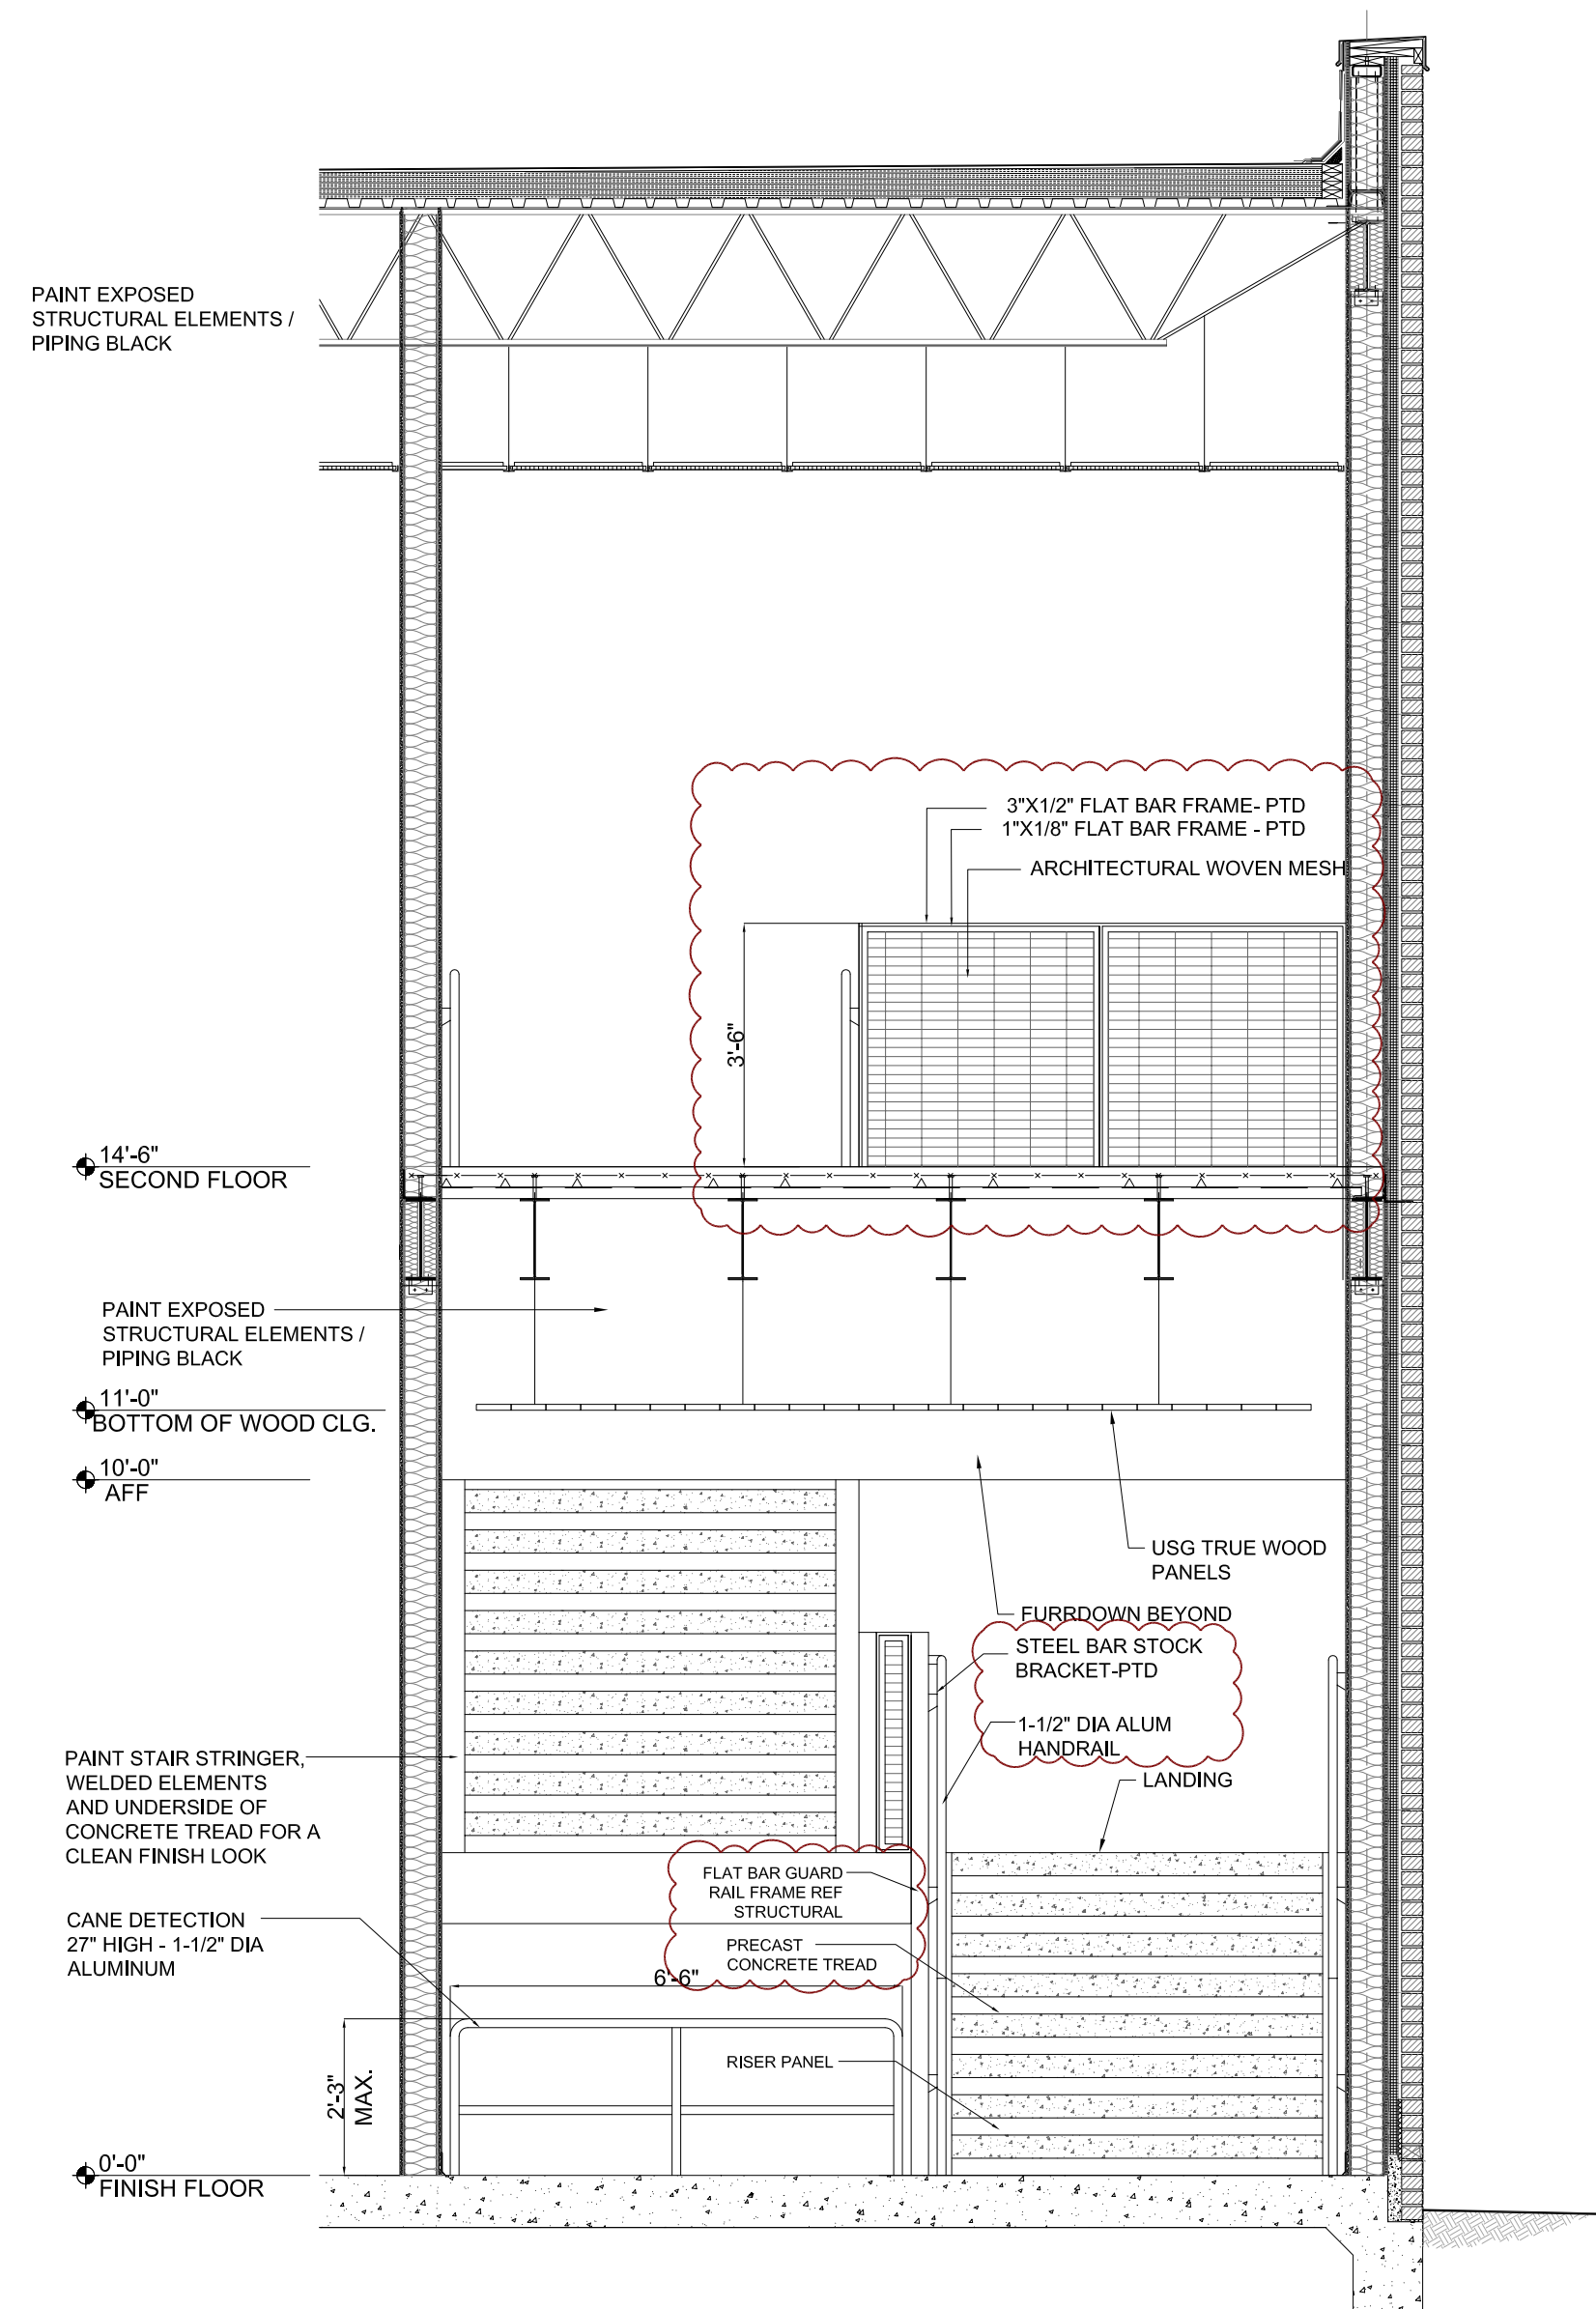 PAINT EXPOSED
STRUCTURAL ELEMENTS /
PIPING BLACK
3"X1/2" FLAT BAR FRAME- PTD
1"X1/8" FLAT BAR FRAME - PTD
ARCHITECTURAL WOVEN MESH
3'-6"
14'-6"
SECOND FLOOR
PAINT EXPOSED
STRUCTURAL ELEMENTS /
PIPING BLACK
11'-0"
BOTTOM OF WOOD CLG.
10'-0"
AFF
USG TRUE WOOD
PANELS
FURRDOWN BEYOND
STEEL BAR STOCK
BRACKET-PTD
1-1/2" DIA ALUM
HANDRAIL
LANDING
PAINT STAIR STRINGER,
WELDED ELEMENTS
AND UNDERSIDE OF
CONCRETE TREAD FOR A
CLEAN FINISH LOOK
FLAT BAR GUARD
RAIL FRAME REF
STRUCTURAL
CANE DETECTION
27" HIGH - 1-1/2" DIA
ALUMINUM
PRECAST
CONCRETE TREAD
6'-6"
RISER PANEL
2'-3"
MAX.
0'-0"
FINISH FLOOR